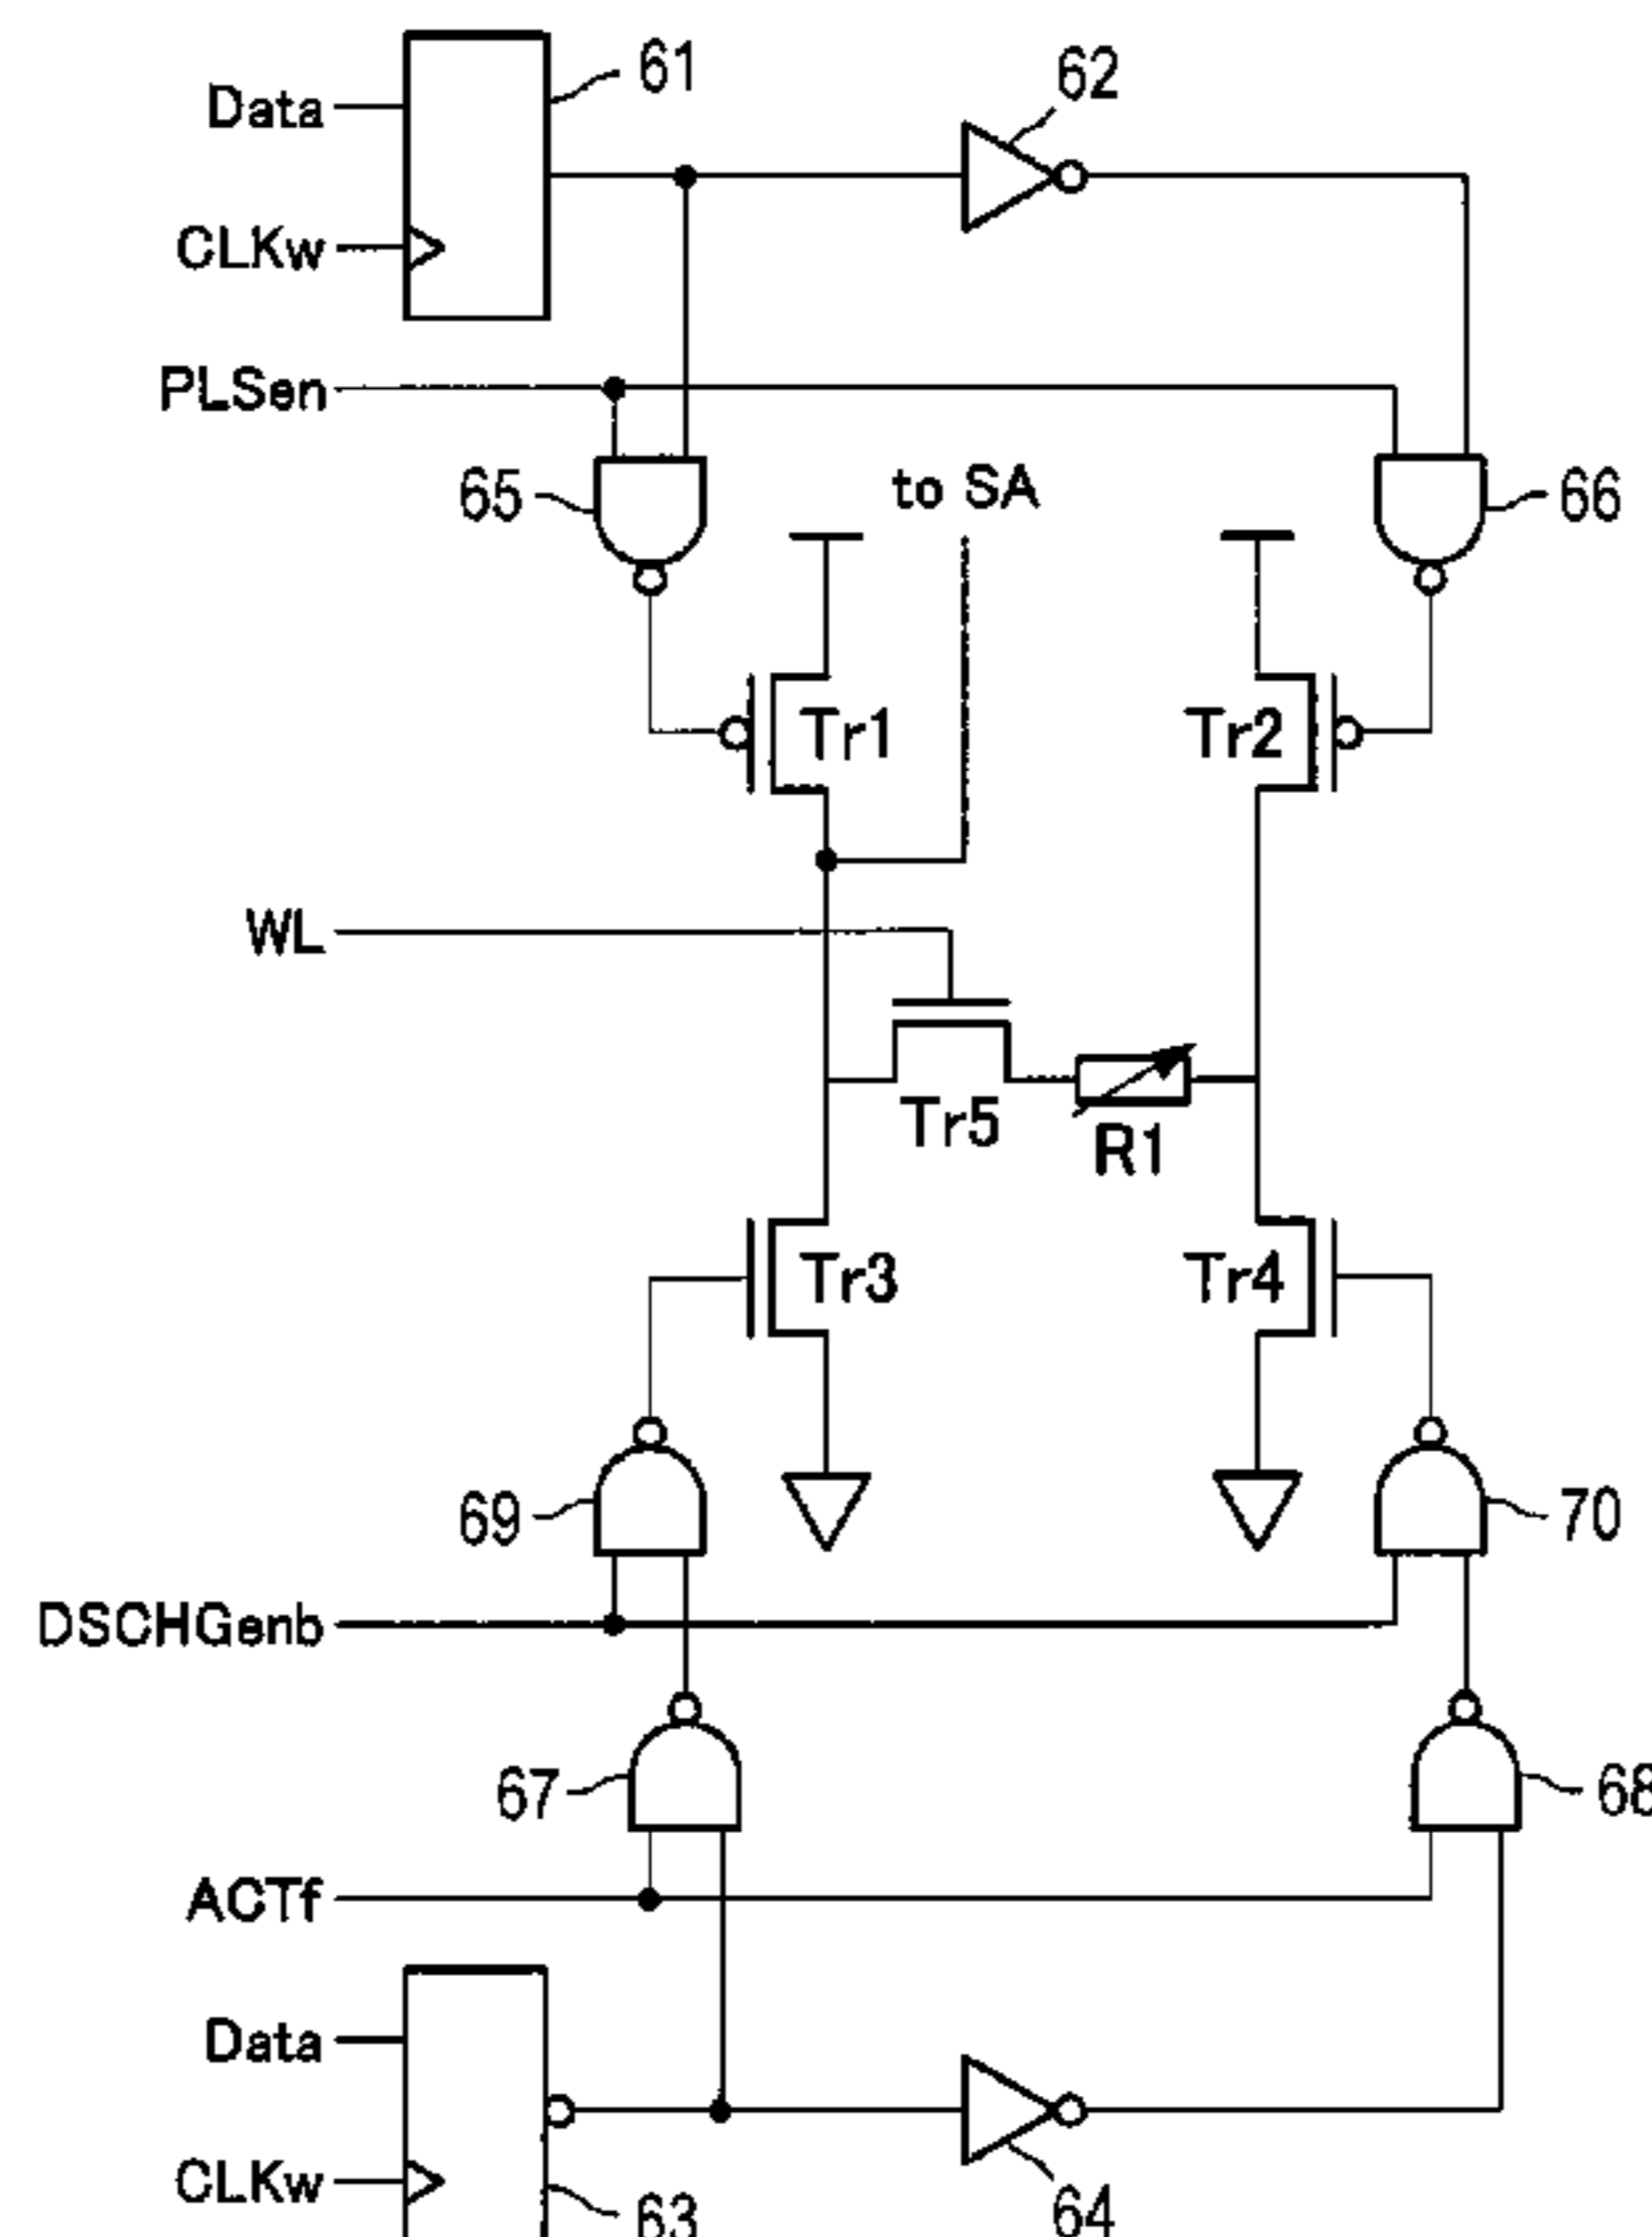 Data
61
62
CLKw
PLSen
65
to SA
66
Tr1
Tr2
WL
Tr5
R1
Tr3
Tr4
69
70
DSCHGenb
67
68
ACTf
Data
CLKw
63
64